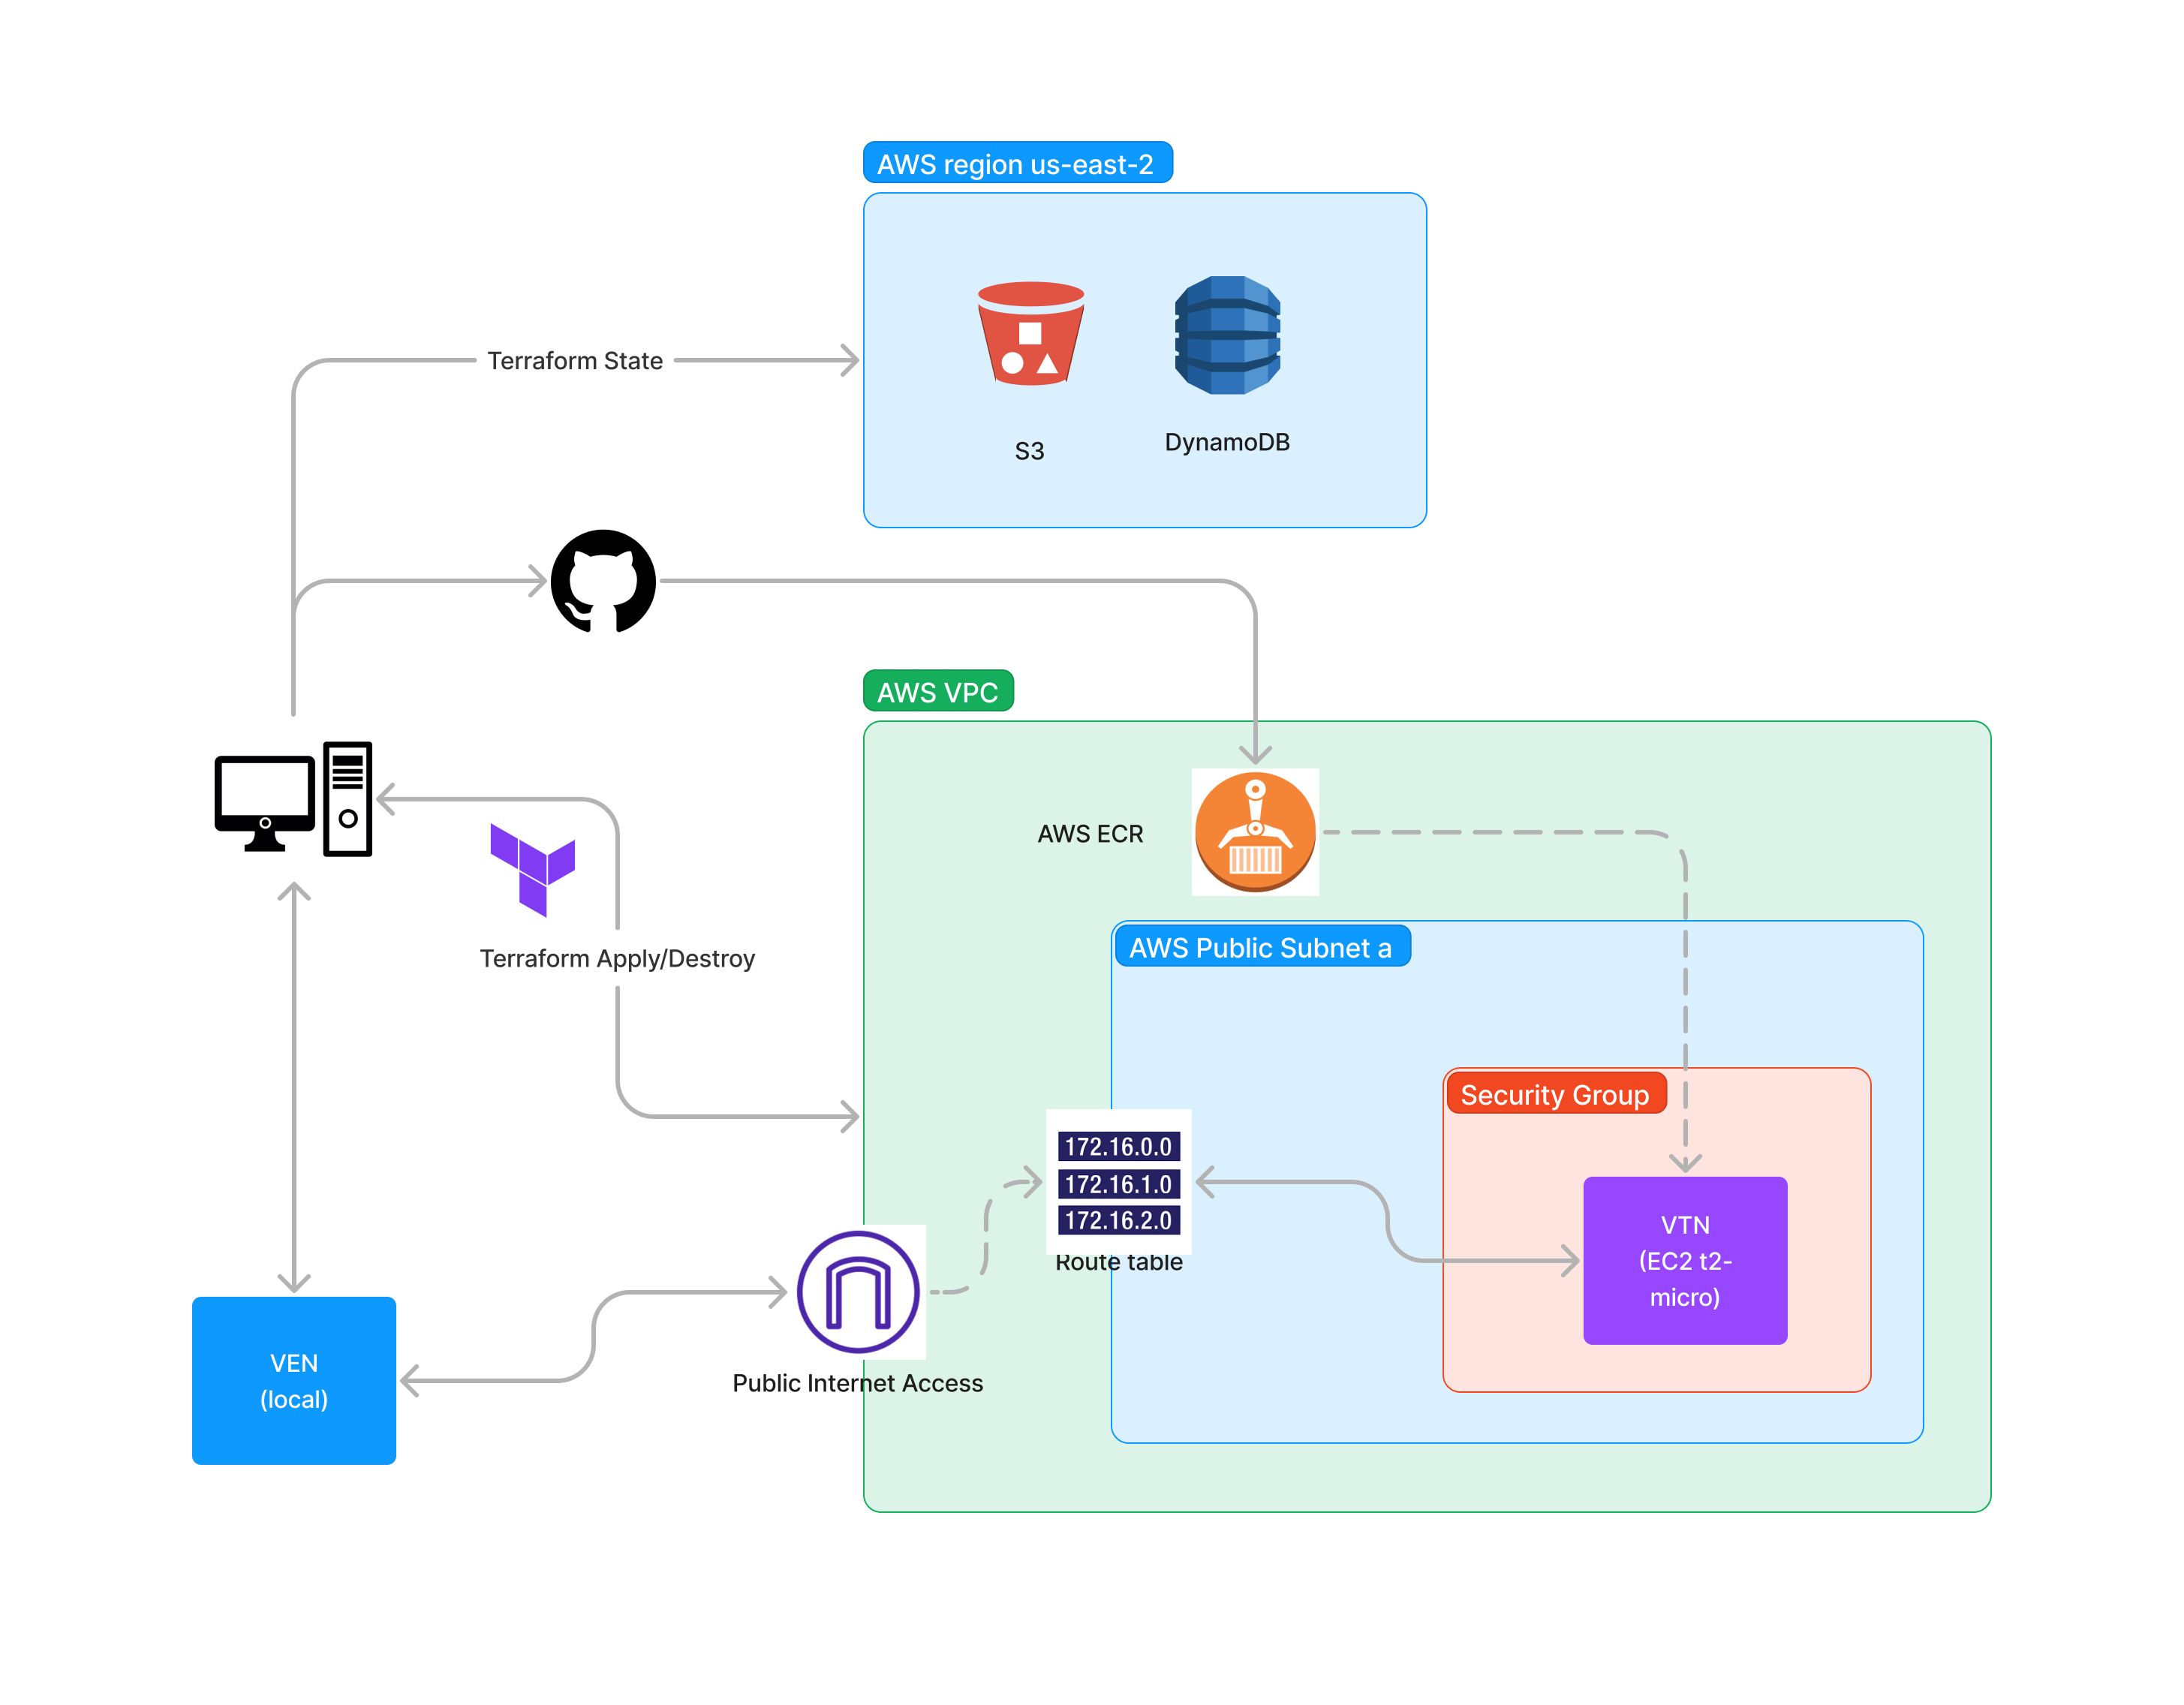 AWS region us-east-2
Terraform State
S3
DynamoDB
AWS VPC
AWS ECR
Terraform Apply/Destroy
AWS Public Subnet a
Security Group
172.16.0.0
172.16.1.0
172.16.2.0
Route table
VTN
(EC2 t2-
micro)
VEN
(local)
Public Internet Access